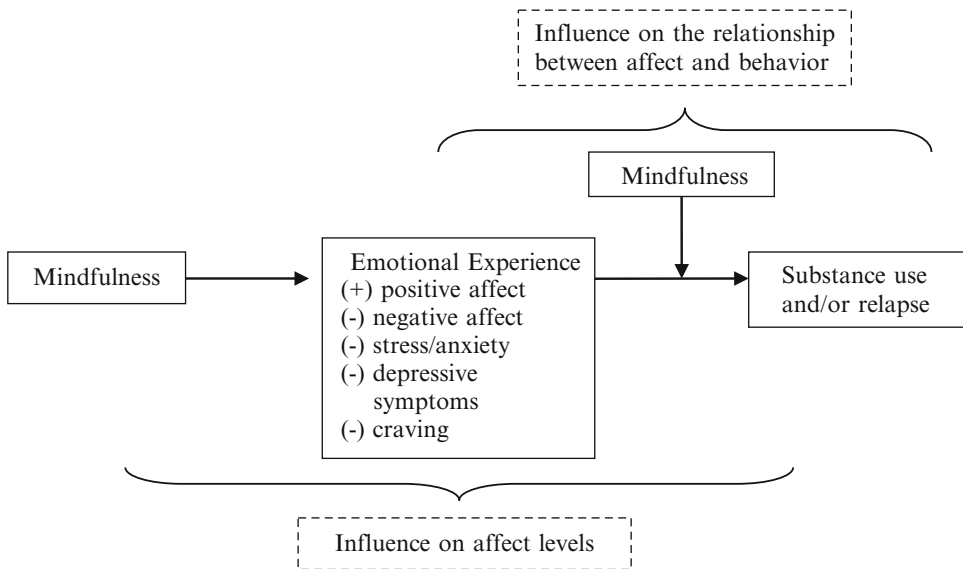 Influence on the relationship
between affect and behavior
Mindfulness
Mindfulness
Emotional Experience
(+) positive affect
(-) negative affect
(-) stress/anxiety
(-) depressive
symptoms
(-) craving
Substance use
and/or relapse
Influence on affect levels